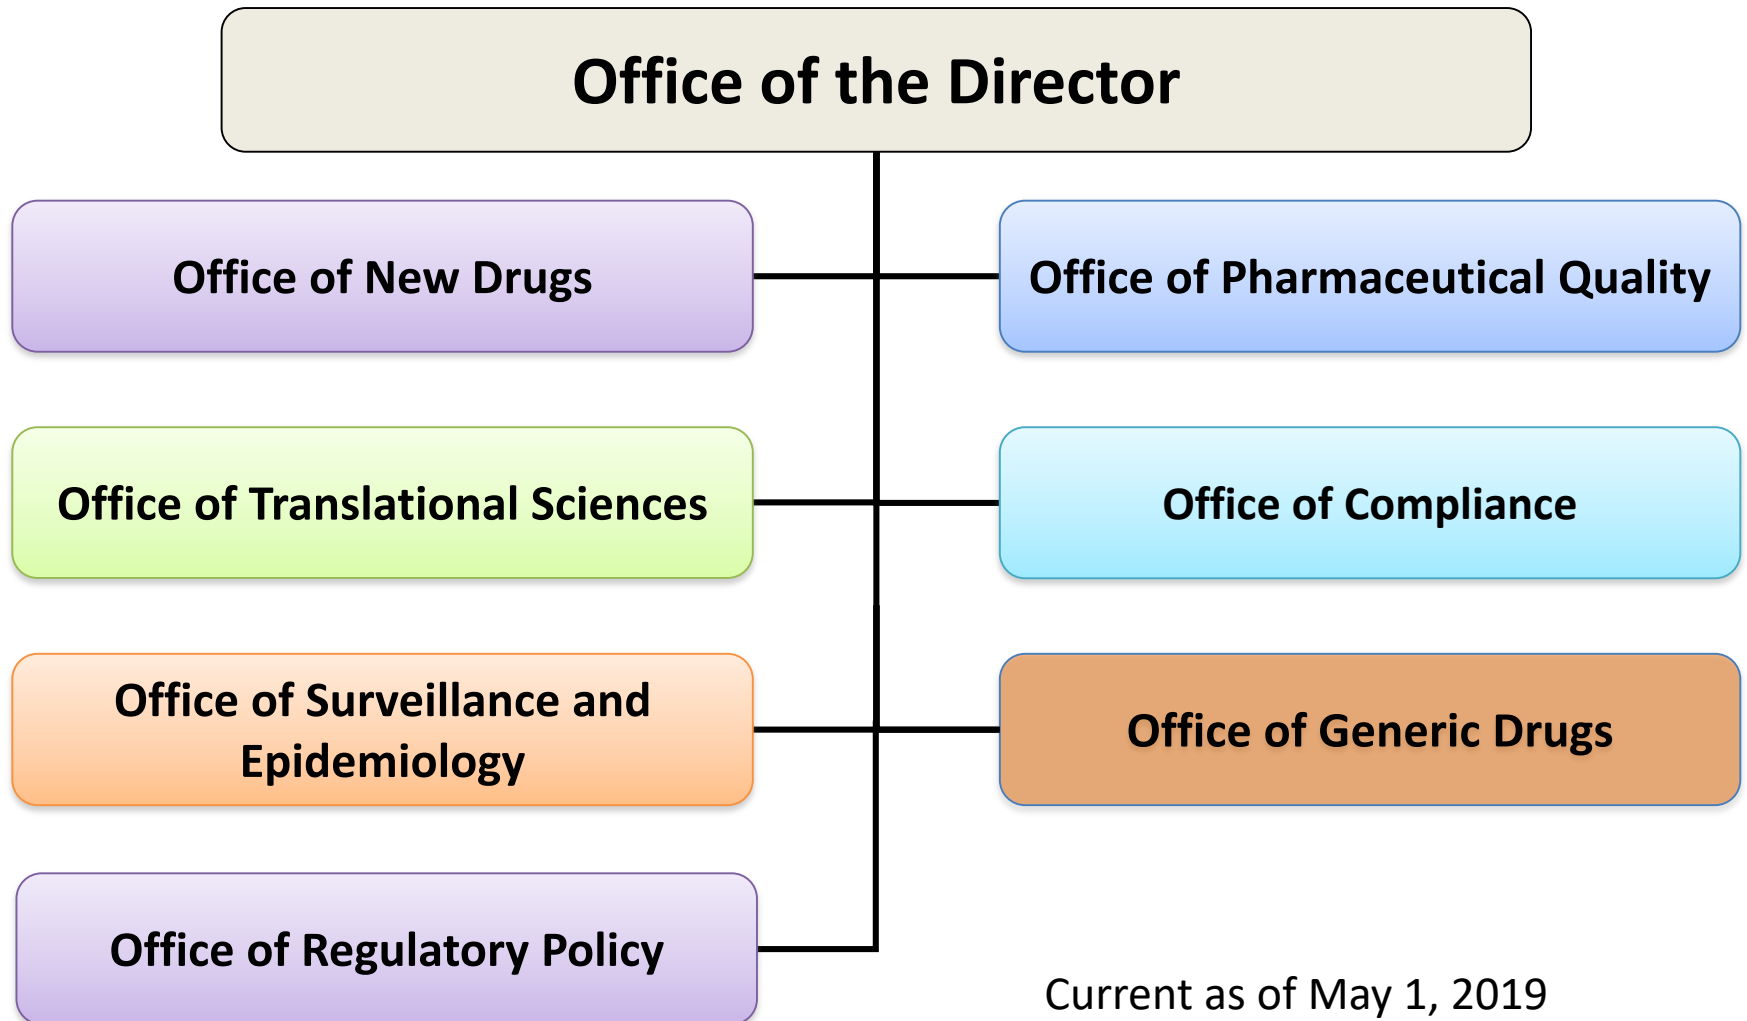 Office of the Director
Office of New Drugs
Office of Pharmaceutical Quality
Office of Translational Sciences
Office of Compliance
Office of Surveillance and
Epidemiology
Office of Generic Drugs
Office of Regulatory Policy
Current as of May 1, 2019